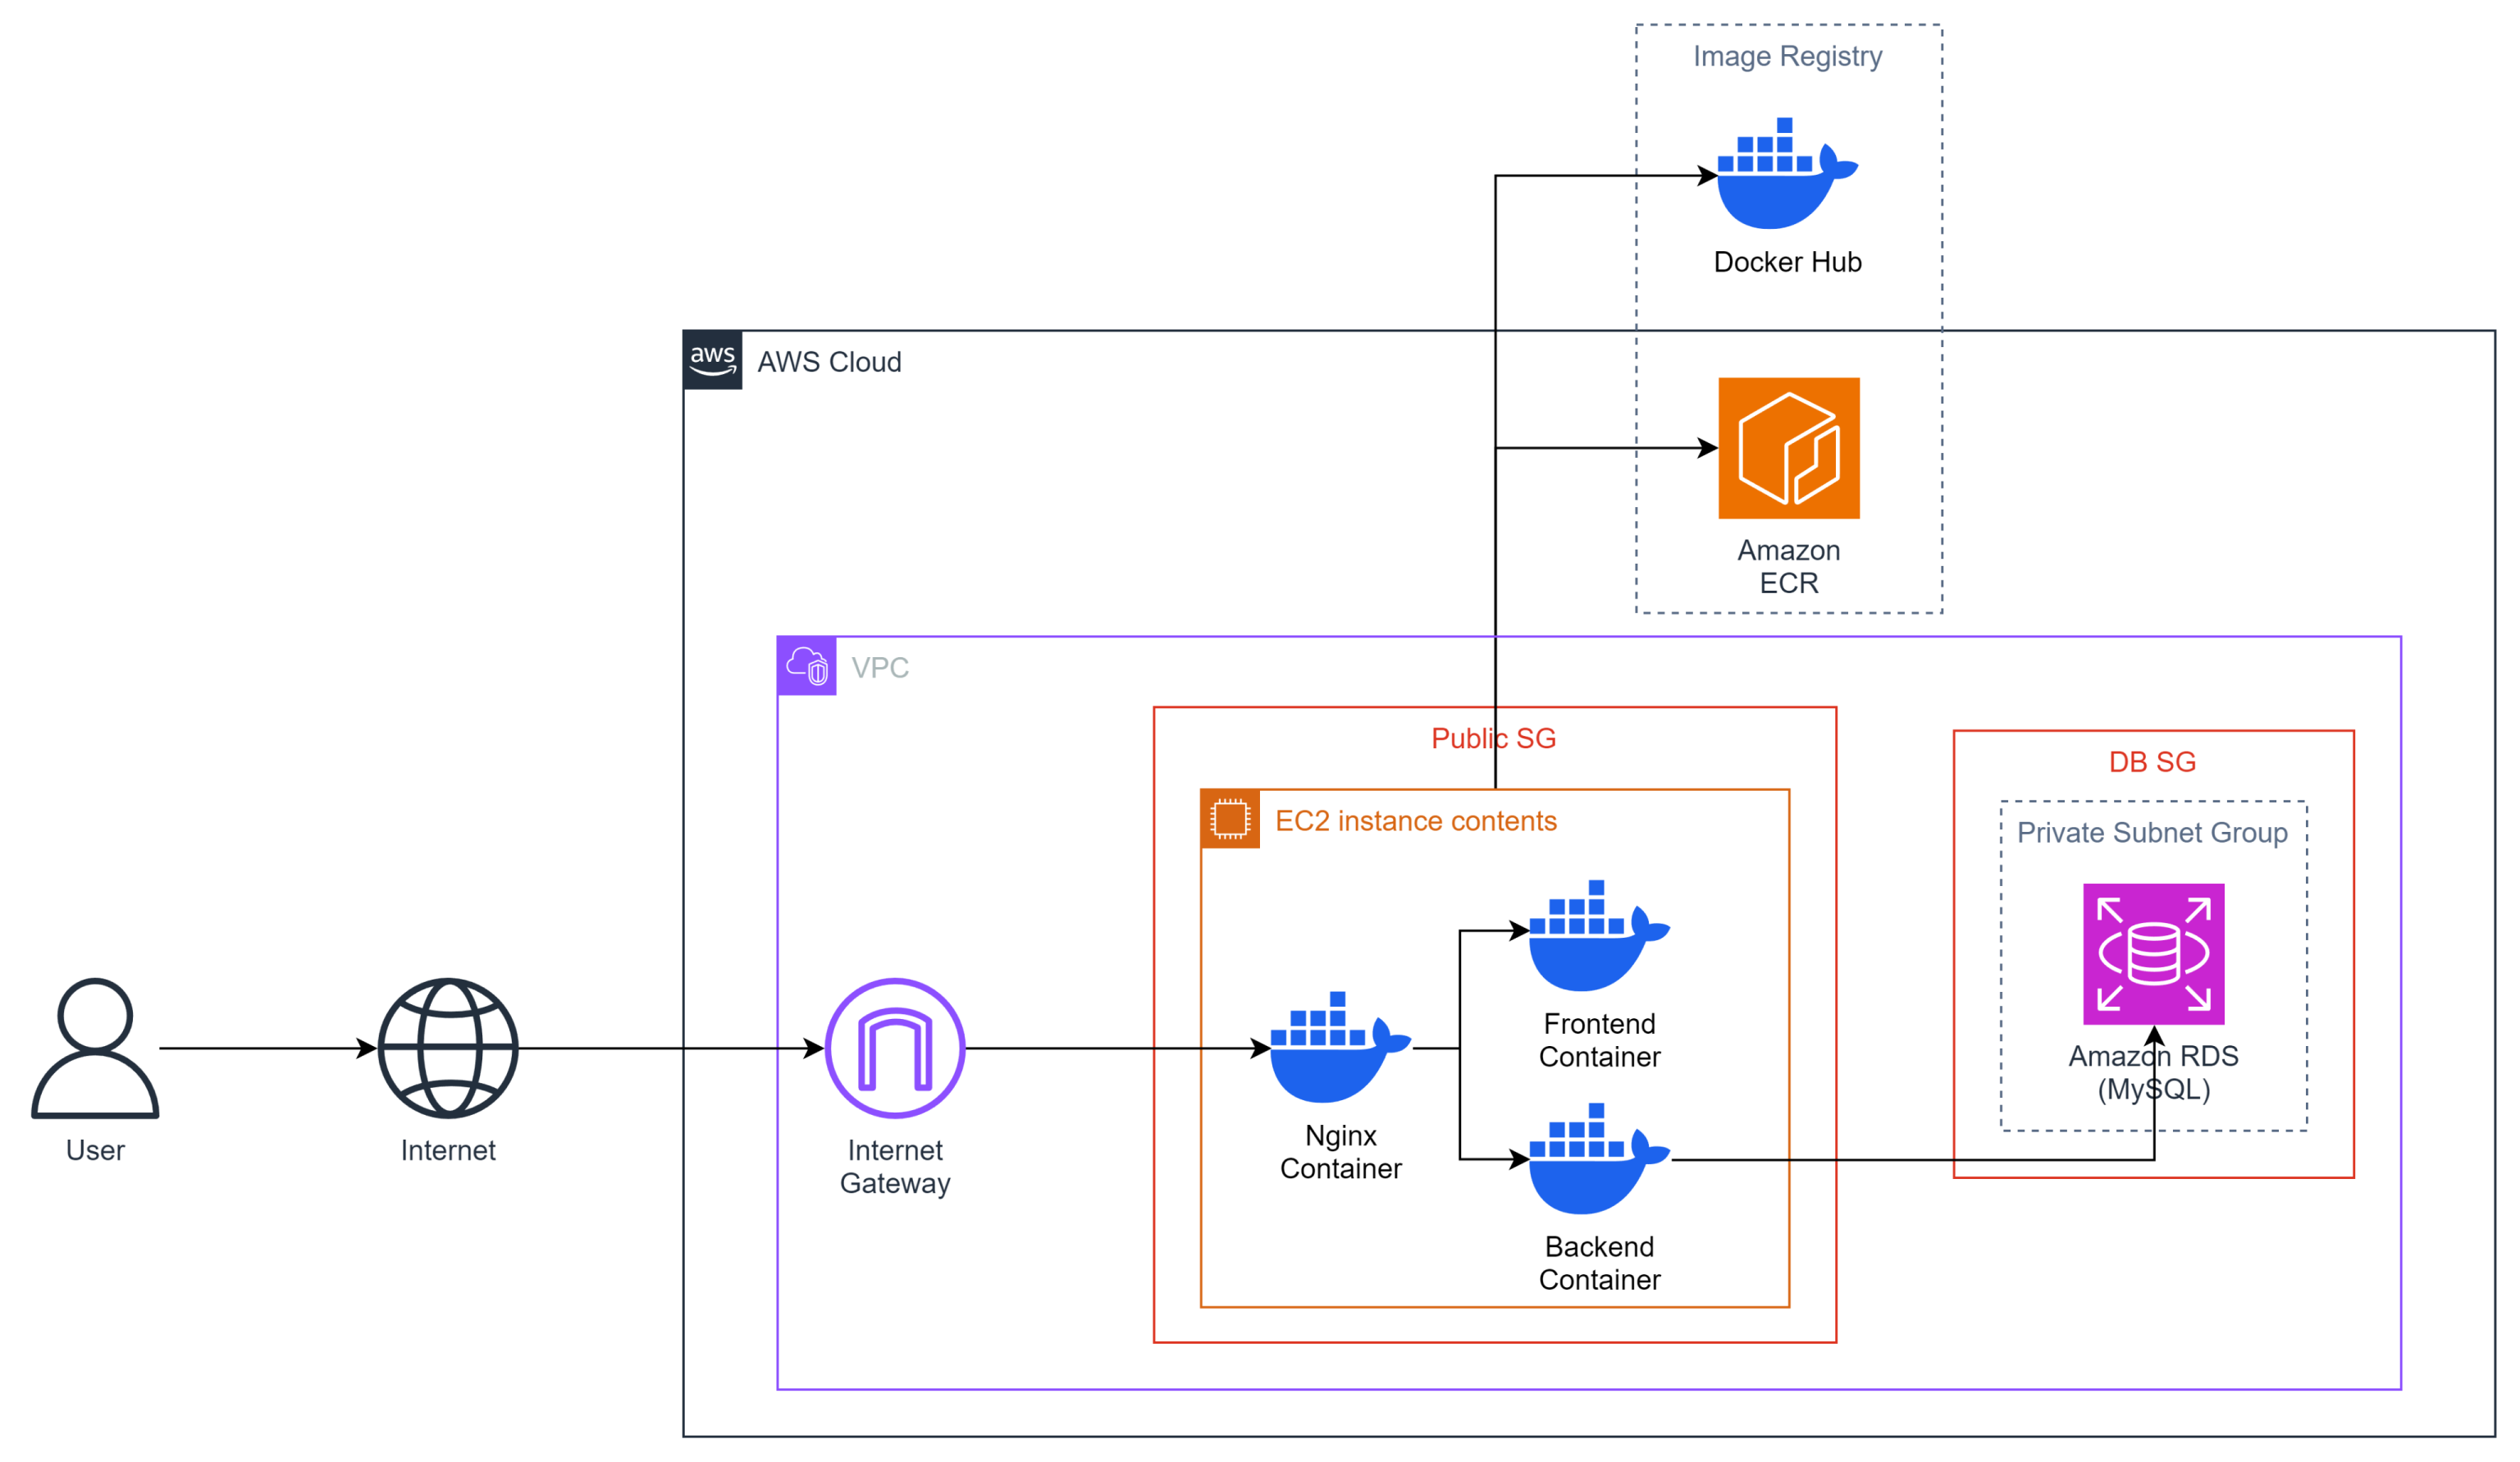 Image Registry
Docker Hub
aws
AWS Cloud
Amazon
ECR
VPC
Public SG
DB SG
EC2 instance contents
Private Subnet Group
Frontend
Container
Amazon RDS
(MySQL)
User
Internet
Internet
Gateway
Nginx
Container
Backend
Container